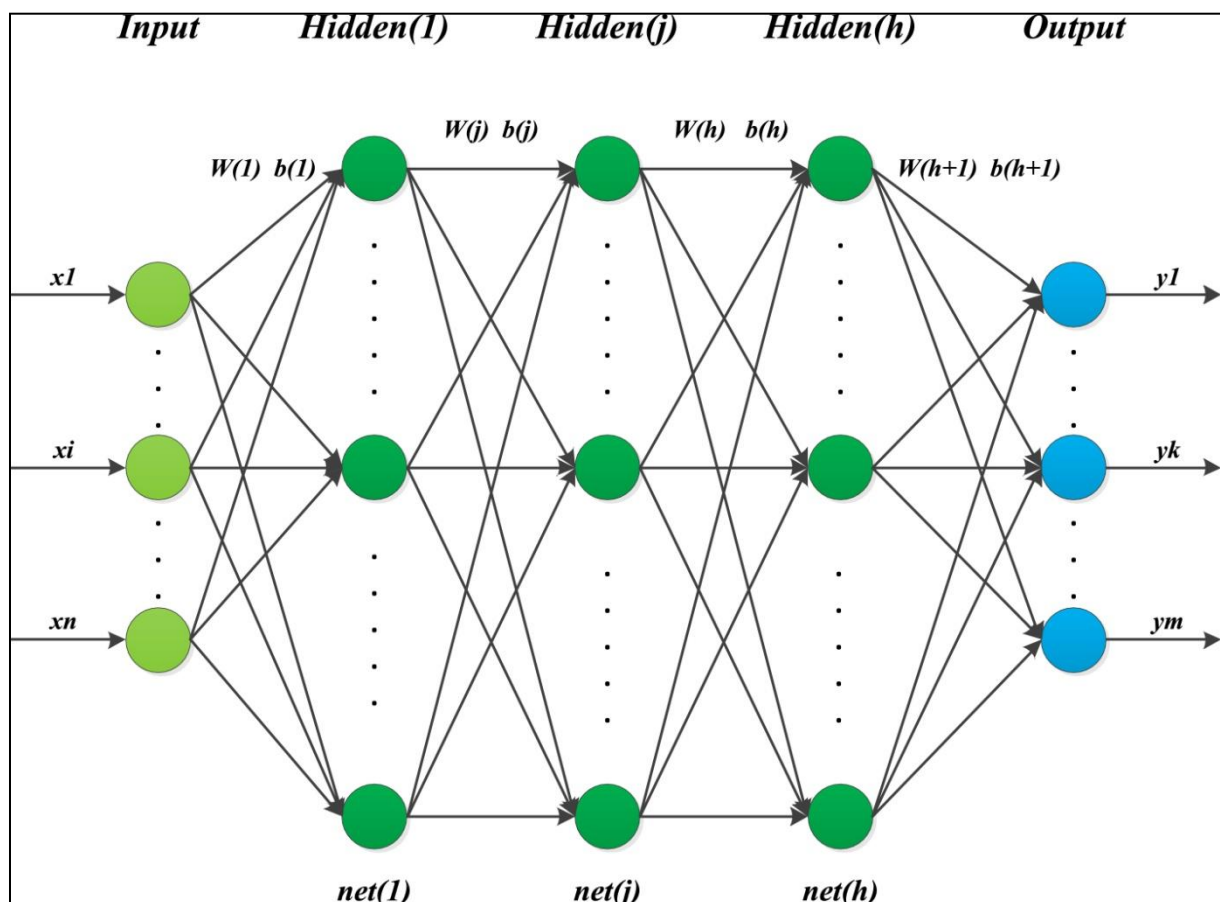 Input Hidden(1) Hidden(j) Hidden(h) Output
W(j) b(j) W(h) b(h)
W(1) b(1) W(h+1) b(h+1)
x1 y1
xi yk
xn ym
net(1) net(j) net(h)